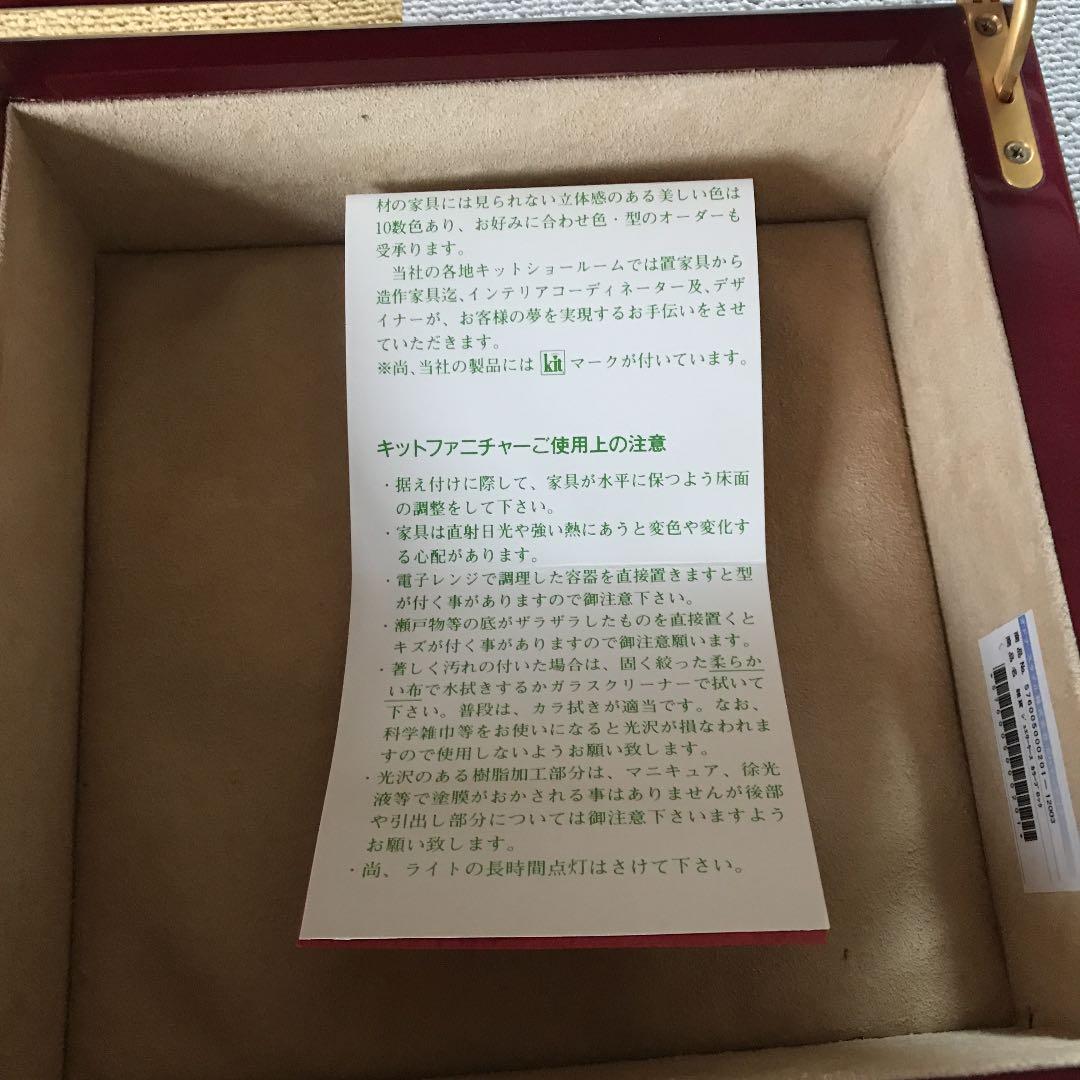 材の家具には見られない立体感のある美しい色は
10数色あり、お好みに合わせ色・型のオーダーも
受承ります。
当社の各地キットショールームでは置家具から
造作家具迄、インテリアコーディネーター及、デザ
イナーが、お客様の夢を実現するお手伝いをさせ
ていただきます。
※尚、当社の製品には kit マークが付いています。
キットファニチャーご使用上の注意
・据え付けに際して、家具が水平に保つよう床面
の調整をして下さい。
・家具は直射日光や強い熱にあうと変色や変化す
る心配があります。
・電子レンジで調理した容器を直接置きますと型
が付く事がありますので御注意下さい。
・瀬戸物等の底がザラザラしたものを直接置くと
キズが付く事がありますので御注意願います。
・著しく汚れの付いた場合は、固く絞った柔らか
い布で水拭きするかガラスクリーナーで拭いて
下さい。普段は、カラ拭きが適当です。なお、
科学雑巾等をお使いになると光沢が損なわれま
すので使用しないようお願い致します。
・光沢のある樹脂加工部分は、マニキュア、徐光
液等で塗膜がおかされる事はありませんが後部
や引出し部分については御注意下さいますよう
お願い致します。
・尚、ライトの長時間点灯はさけて下さい。
商品No. 5760050000201-12003
商品名